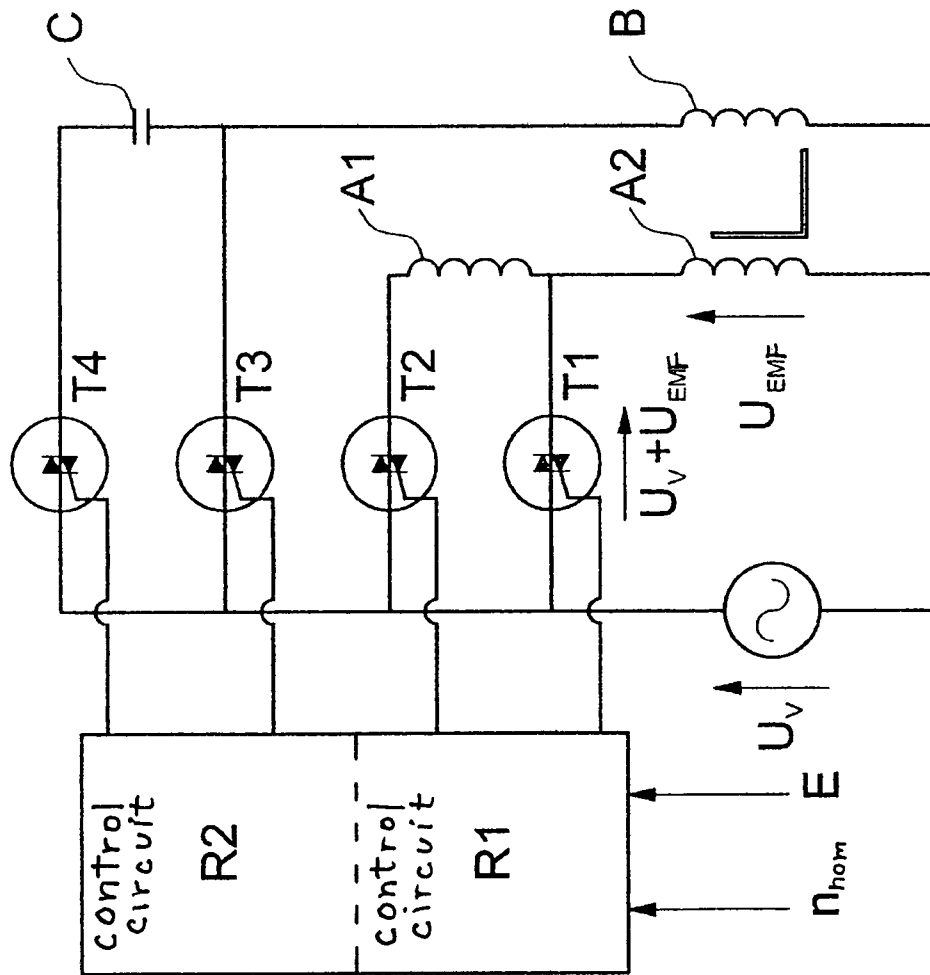 control
circuit
R1
control
circuit
R2
n_hom
E
U_V
U_V + U_EMF
U_EMF
T1
T2
T3
T4
A2
A1
B
C